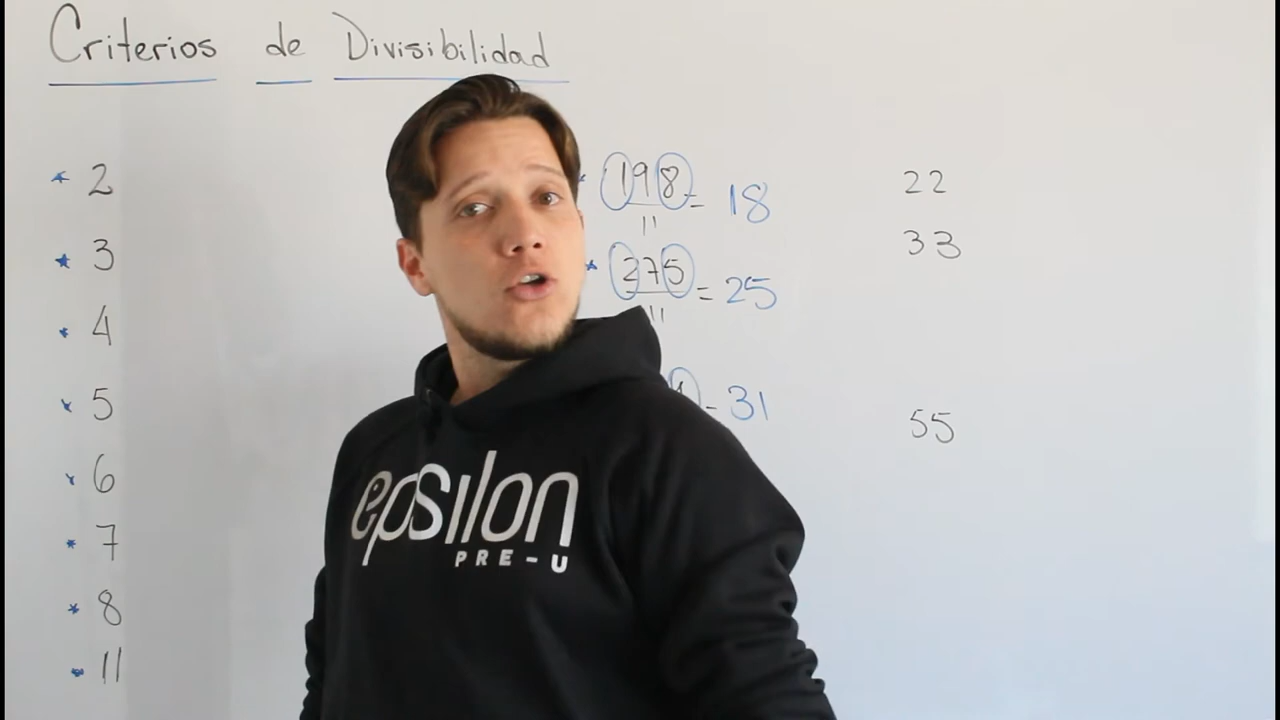 Criterios de Divisibilidad
* 2
* 3
* 4
* 5
* 6
* 7
* 8
* 11
* 198 = 18
11
* 275 = 25
11
1 - 31
22
33
55
epsilon
PRE-U